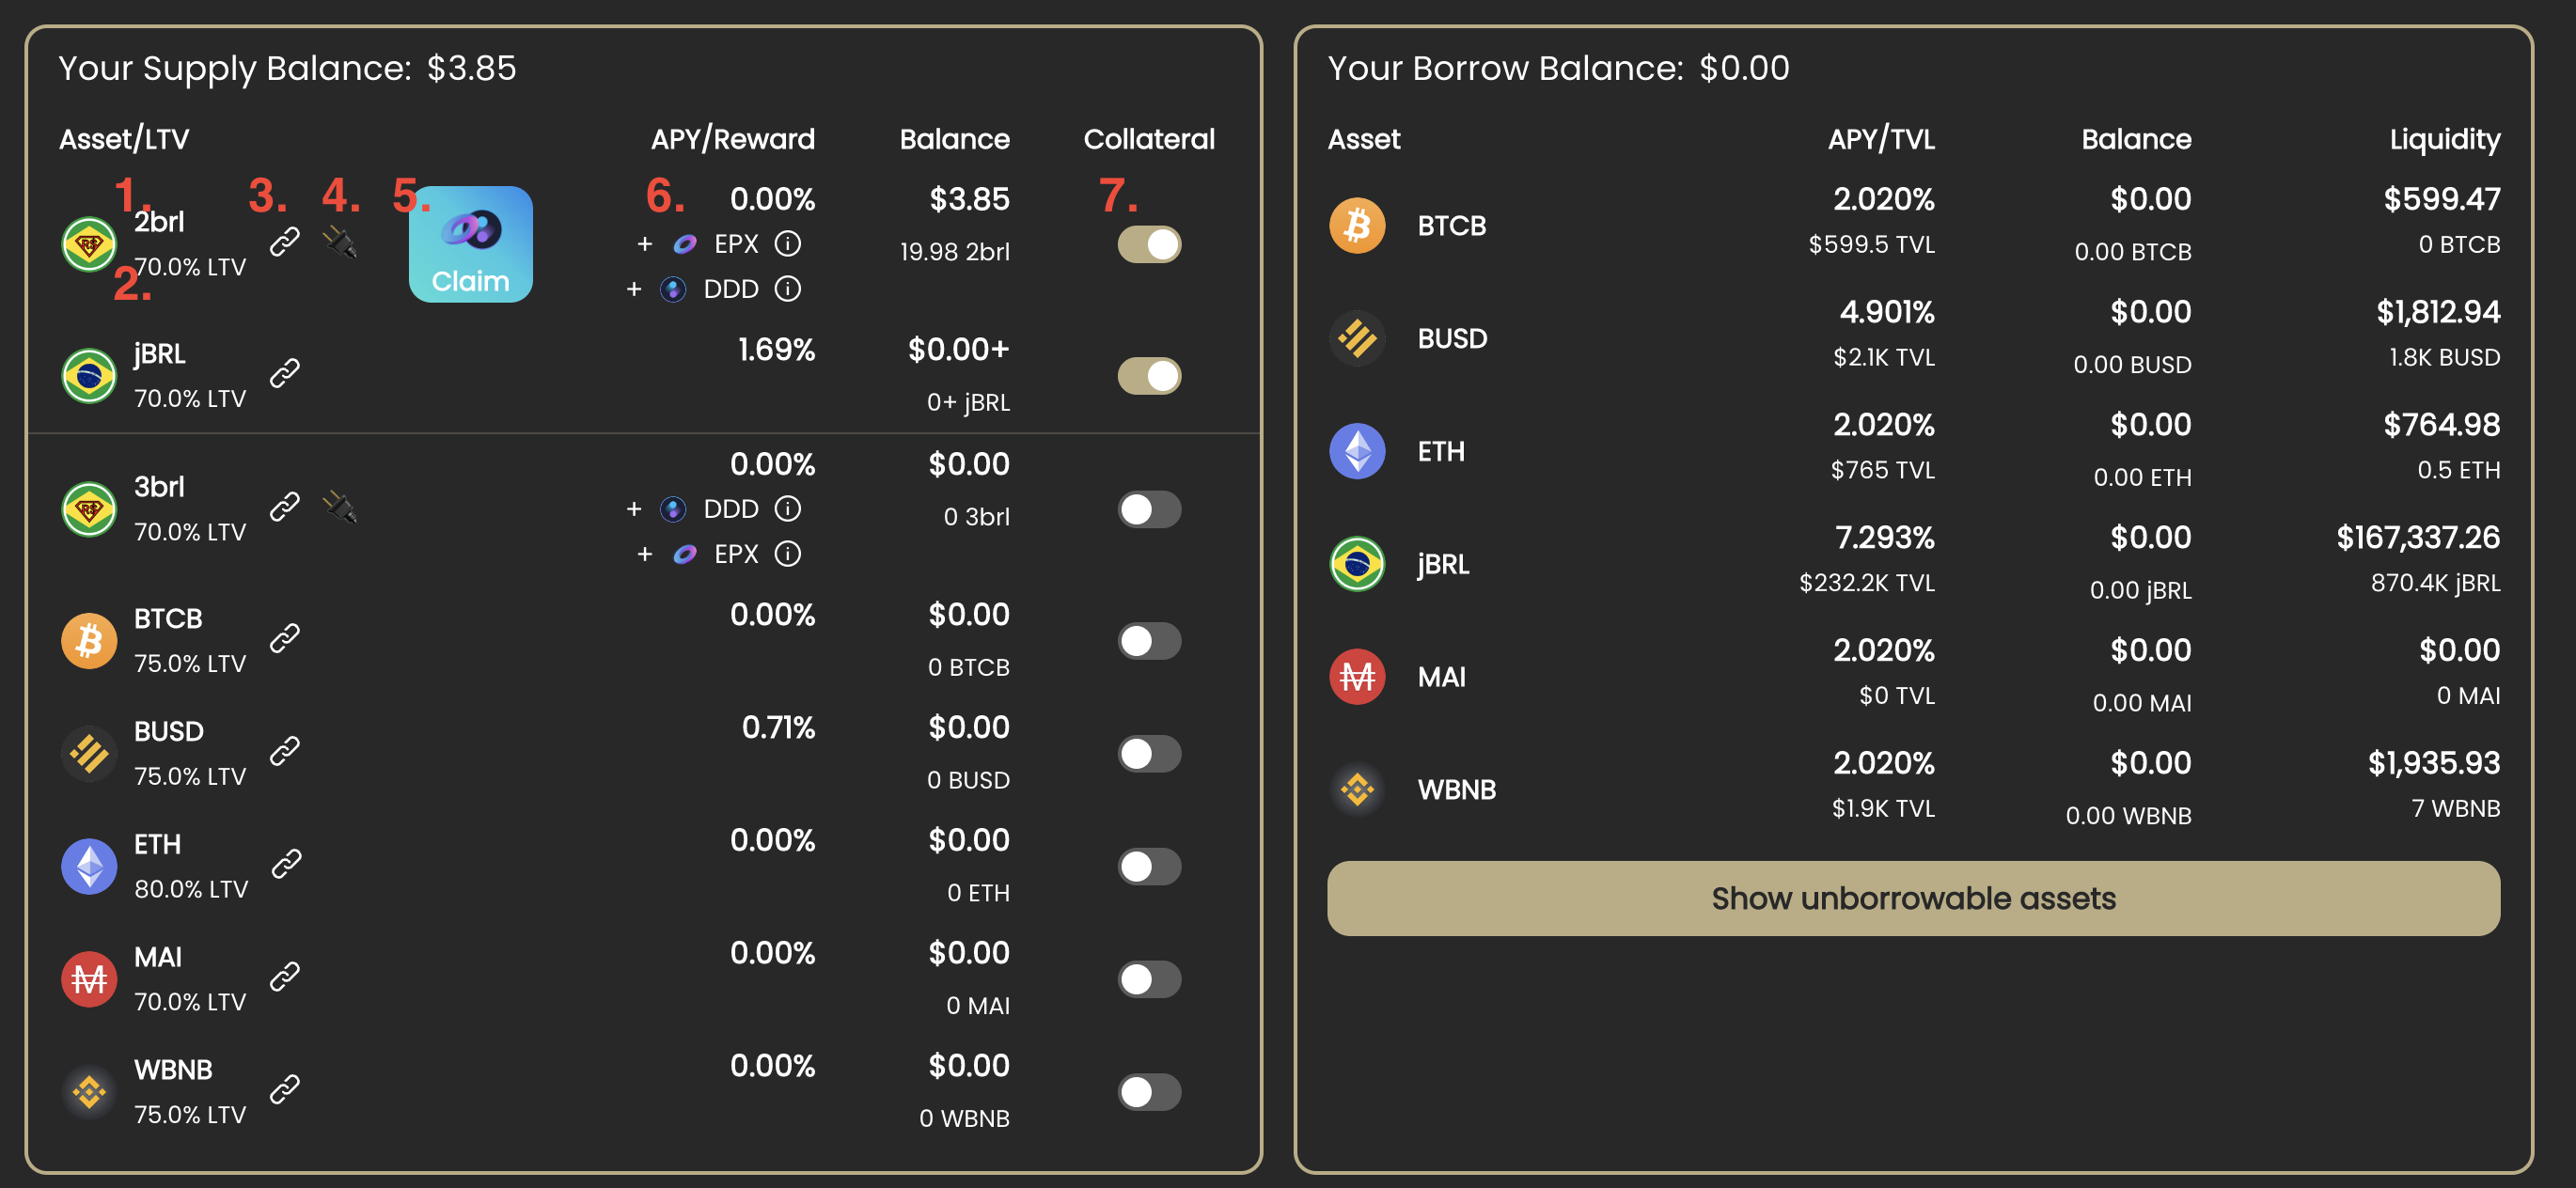 Your Supply Balance: $3.85
Asset/LTV APY/Reward Balance Collateral
1. 3. 4. 5. 6. 7.
2brl 0.00% $3.85
2. 70.0% LTV Claim + EPX 19.98 2brl
+ DDD
jBRL 1.69% $0.00+
70.0% LTV 0+ jBRL
3brl 0.00% $0.00
70.0% LTV + DDD 0 3brl
+ EPX
BTCB 0.00% $0.00
75.0% LTV 0 BTCB
BUSD 0.71% $0.00
75.0% LTV 0 BUSD
ETH 0.00% $0.00
80.0% LTV 0 ETH
MAI 0.00% $0.00
70.0% LTV 0 MAI
WBNB 0.00% $0.00
75.0% LTV 0 WBNB
Your Borrow Balance: $0.00
Asset APY/TVL Balance Liquidity
BTCB 2.020% $0.00 $599.47
$599.5 TVL 0.00 BTCB 0 BTCB
BUSD 4.901% $0.00 $1,812.94
$2.1K TVL 0.00 BUSD 1.8K BUSD
ETH 2.020% $0.00 $764.98
$765 TVL 0.00 ETH 0.5 ETH
jBRL 7.293% $0.00 $167,337.26
$232.2K TVL 0.00 jBRL 870.4K jBRL
MAI 2.020% $0.00 $0.00
$0 TVL 0.00 MAI 0 MAI
WBNB 2.020% $0.00 $1,935.93
$1.9K TVL 0.00 WBNB 7 WBNB
Show unborrowable assets